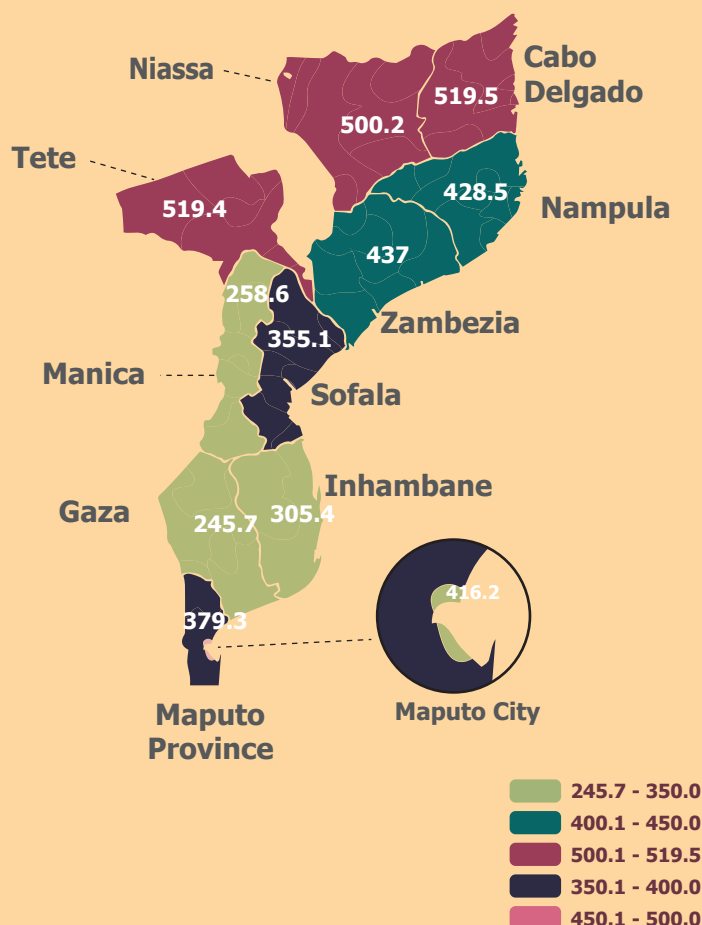 Niassa
Cabo
Delgado
519.5
500.2
Tete
519.4
428.5
Nampula
437
258.6
Zambezia
355.1
Manica
Sofala
Inhambane
Gaza
305.4
245.7
416.2
379.3
Maputo City
Maputo
Province
245.7 - 350.0
400.1 - 450.0
500.1 - 519.5
350.1 - 400.0
450.1 - 500.0